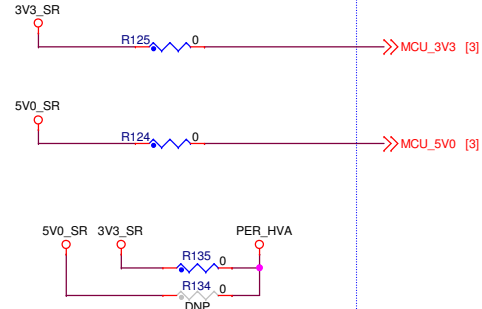 3V3_SR
R125 0 MCU_3V3 [3]
5V0_SR
R124 0 MCU_5V0 [3]
5V0_SR 3V3_SR PER_HVA
R135 0
R134 0
DNP